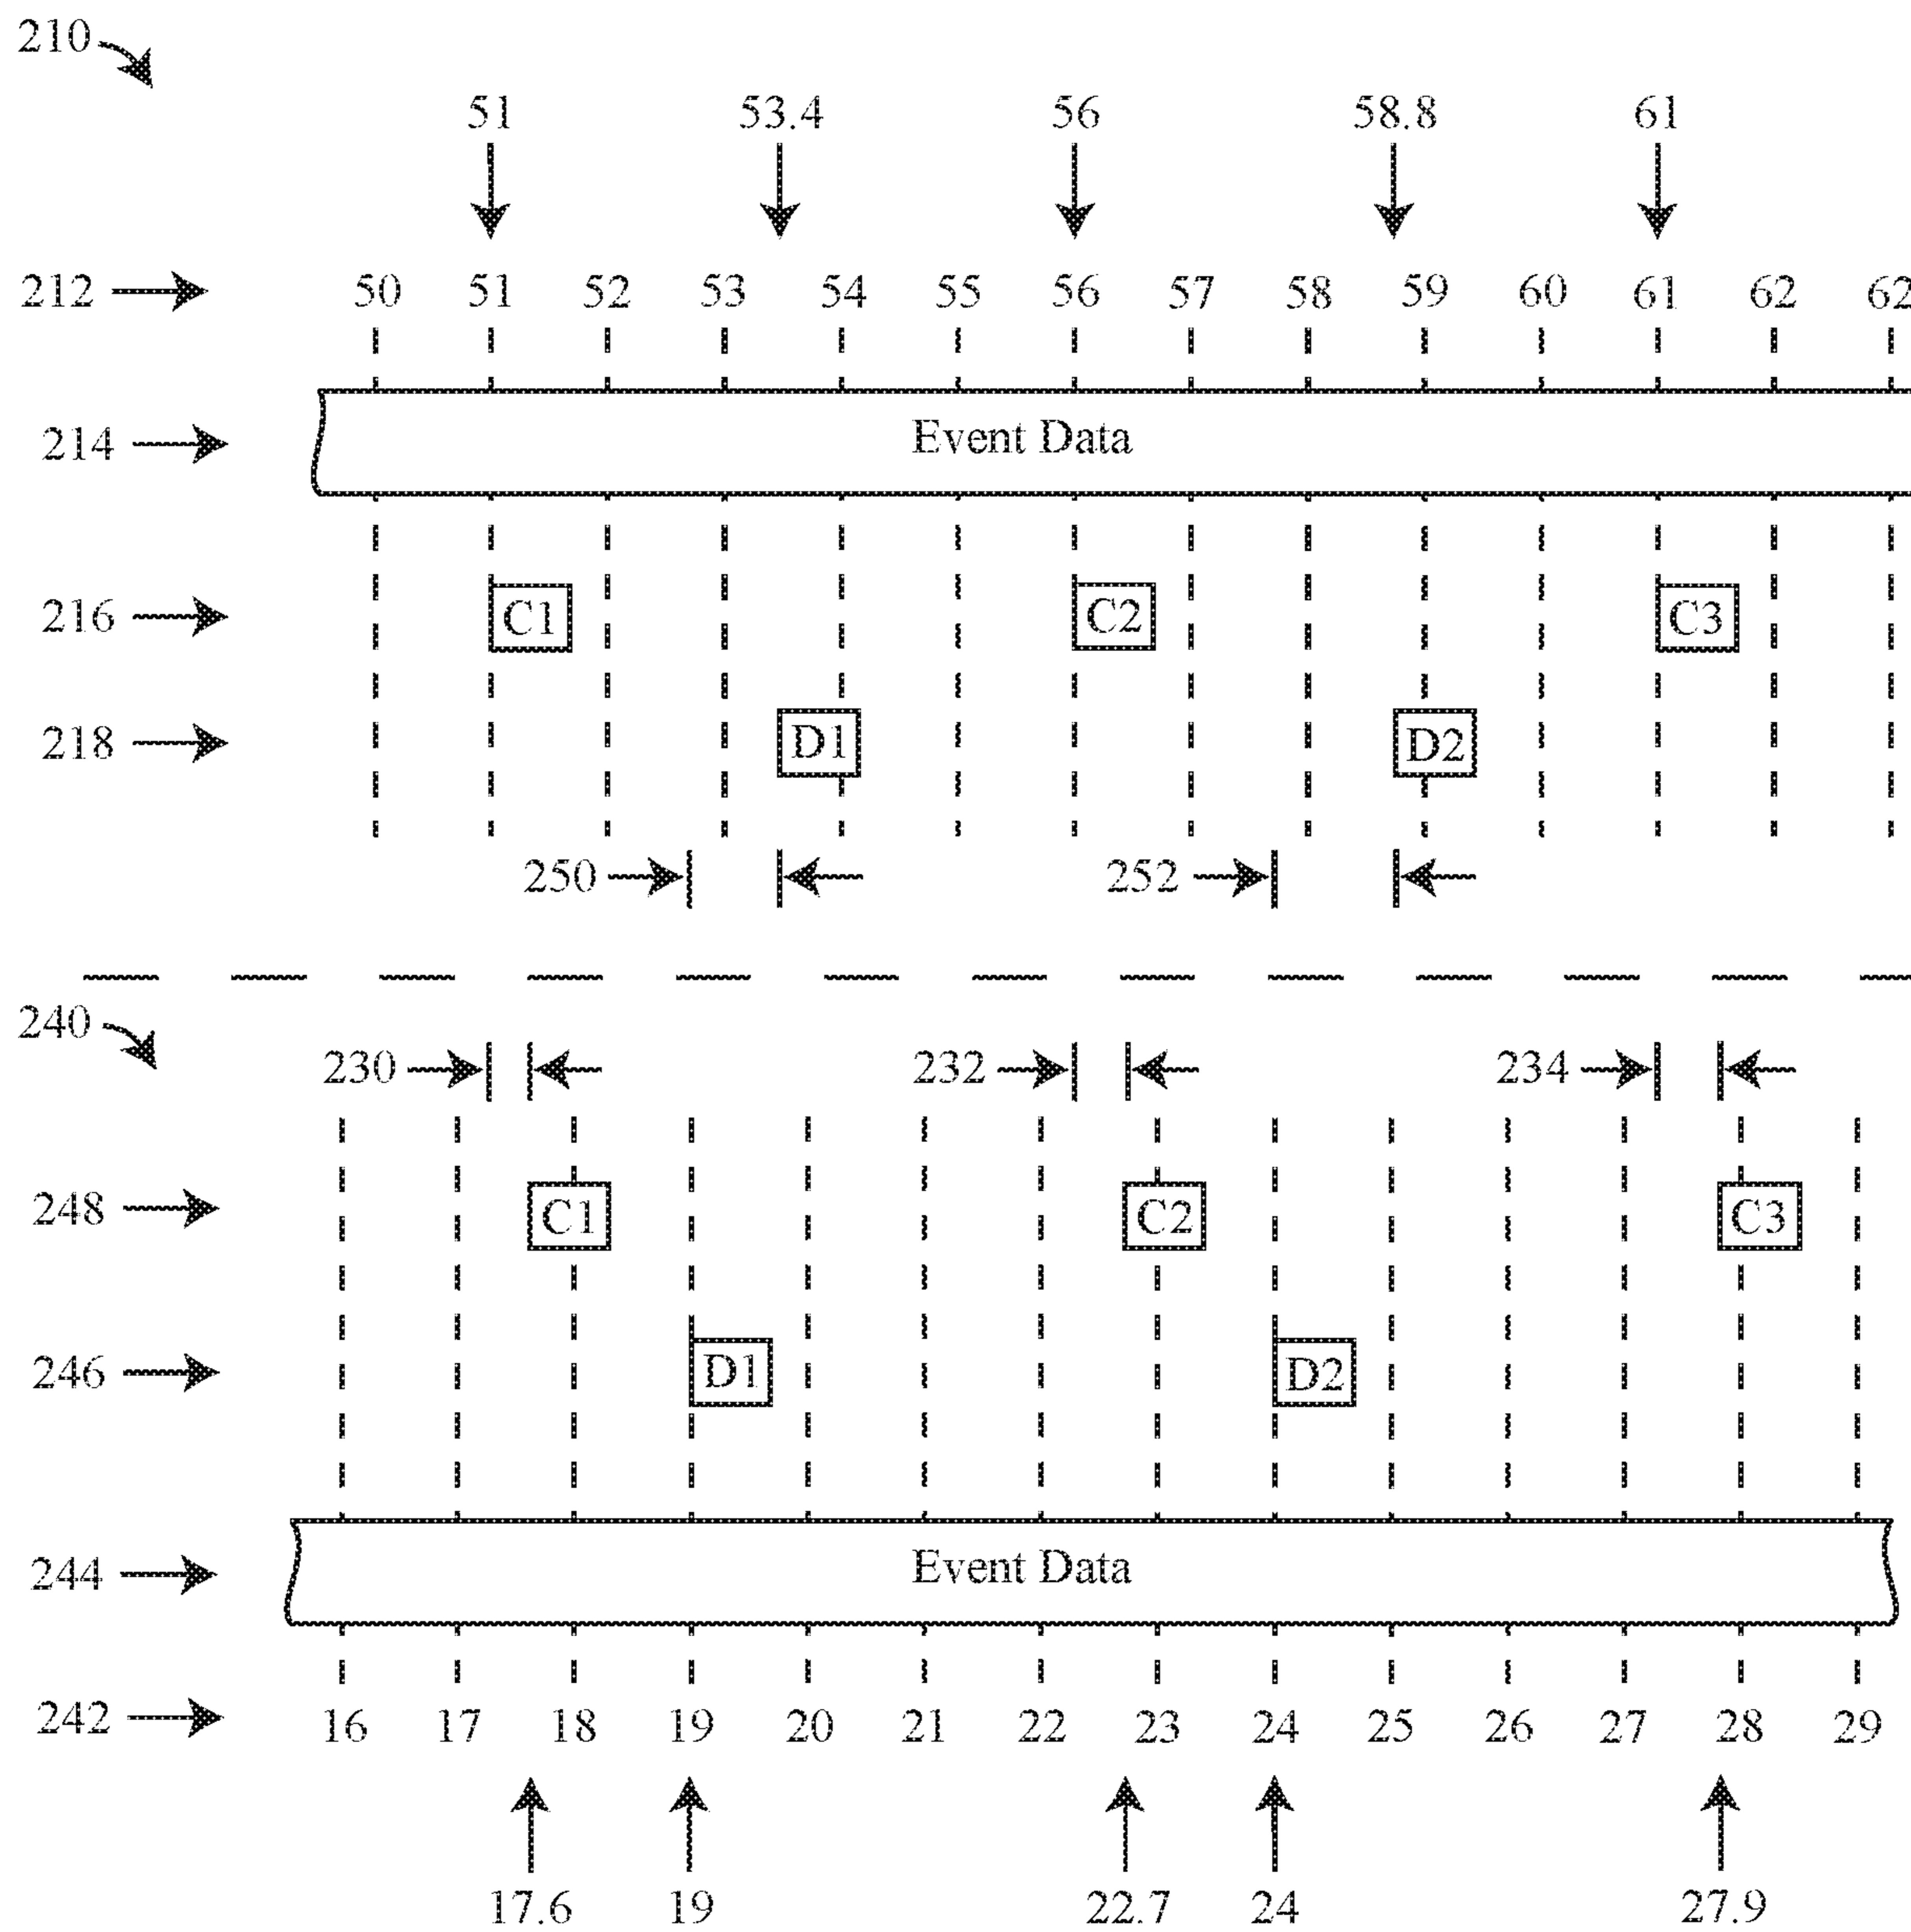 210
51 53.4 56 58.8 61
212 50 51 52 53 54 55 56 57 58 59 60 61 62 62
214 Event Data
216 C1 C2 C3
218 D1 D2
250 252
240
230 232 234
248 C1 C2 C3
246 D1 D2
244 Event Data
242 16 17 18 19 20 21 22 23 24 25 26 27 28 29
17.6 19 22.7 24 27.9